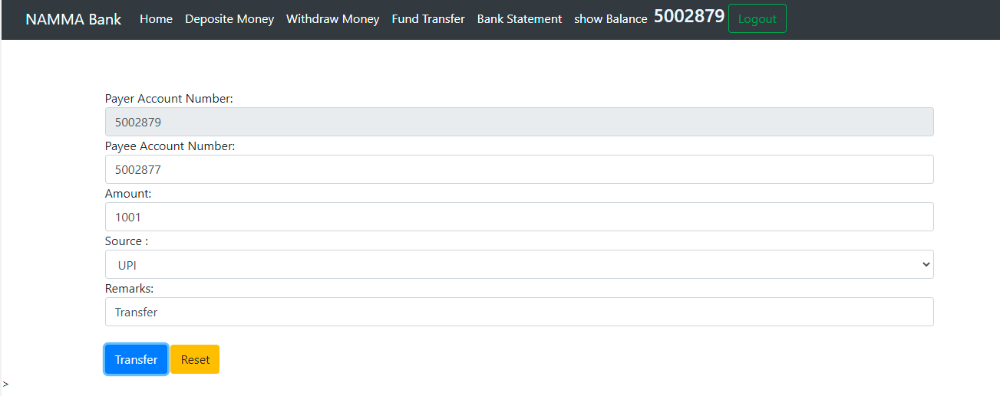 NAMMA Bank Home Deposite Money Withdraw Money Fund Transfer Bank Statement show Balance 5002879 Logout
Payer Account Number:
5002879
Payee Account Number:
5002877
Amount:
1001
Source :
UPI
Remarks:
Transfer
Transfer Reset
>